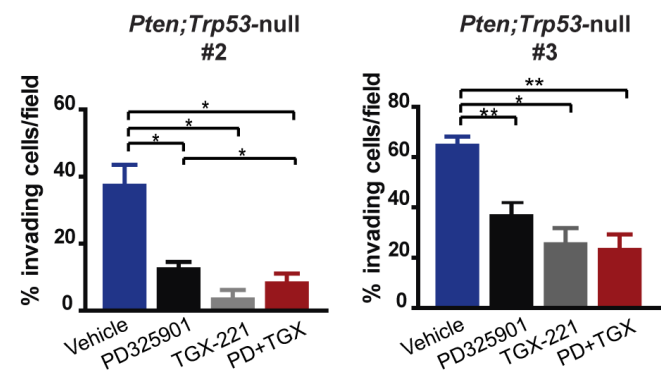 Pten;Trp53-null
#2
% invading cells/field
60
40
20
0
*
*
*
*
Vehicle
PD325901
TGX-221
PD+TGX
Pten;Trp53-null
#3
% invading cells/field
80
60
40
20
0
**
*
**
Vehicle
PD325901
TGX-221
PD+TGX